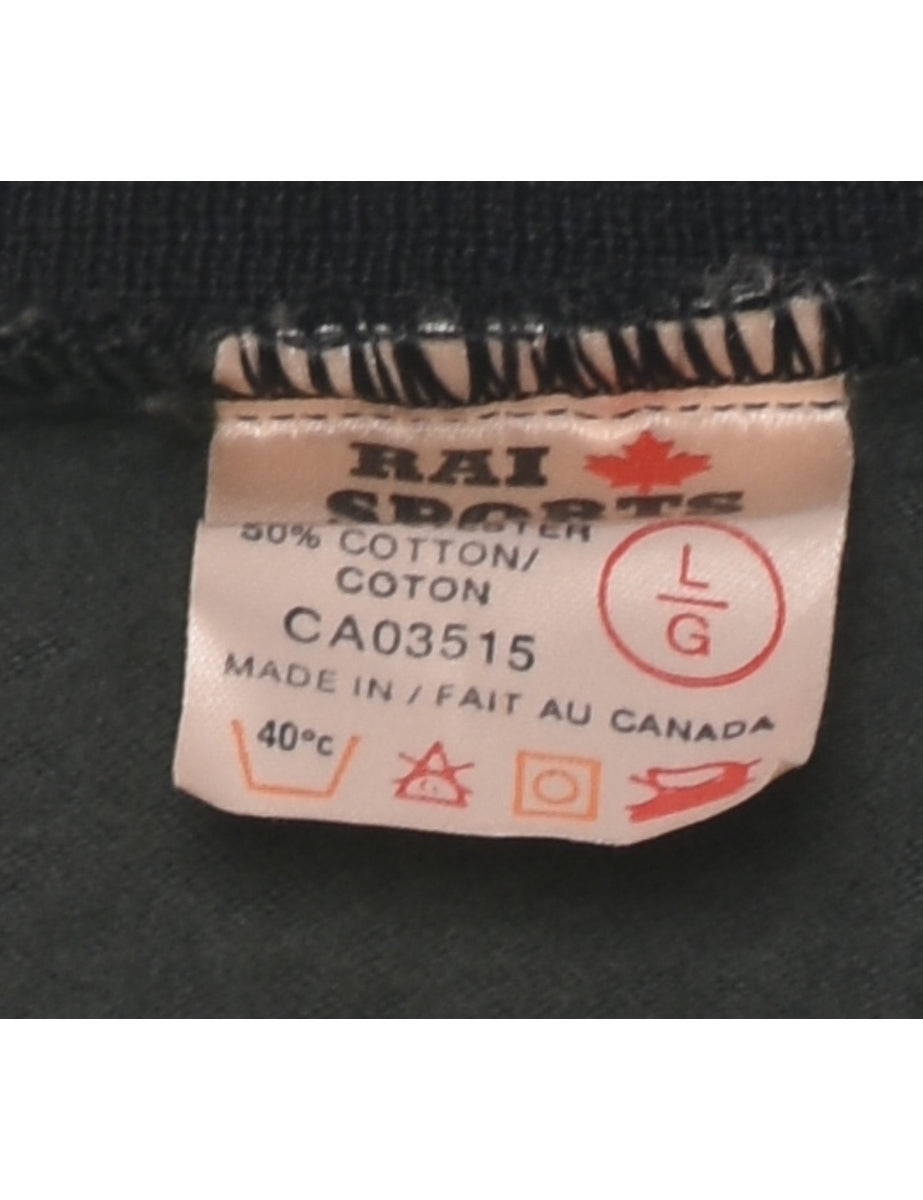 RAI
SPORTS
50% COTTON/
COTON
L
G
CA03515
MADE IN / FAIT AU CANADA
40°C